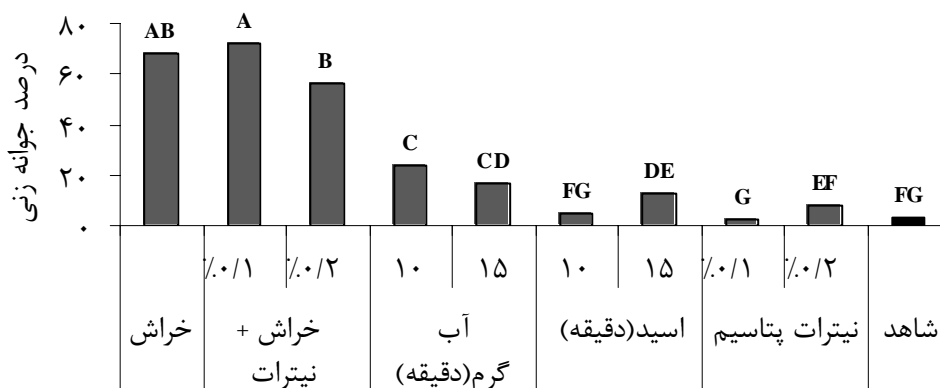 درصد جوانه زنی
۸۰
۶۰
۴۰
۲۰
۰
AB A B C CD FG DE G EF FG
٪۰/۱ ٪۰/۲ ۱۰ ۱۵ ۱۰ ۱۵ ٪۰/۱ ٪۰/۲
خراش
خراش +
نیترات
آب
گرم(دقیقه)
اسید(دقیقه)
نیترات پتاسیم
شاهد